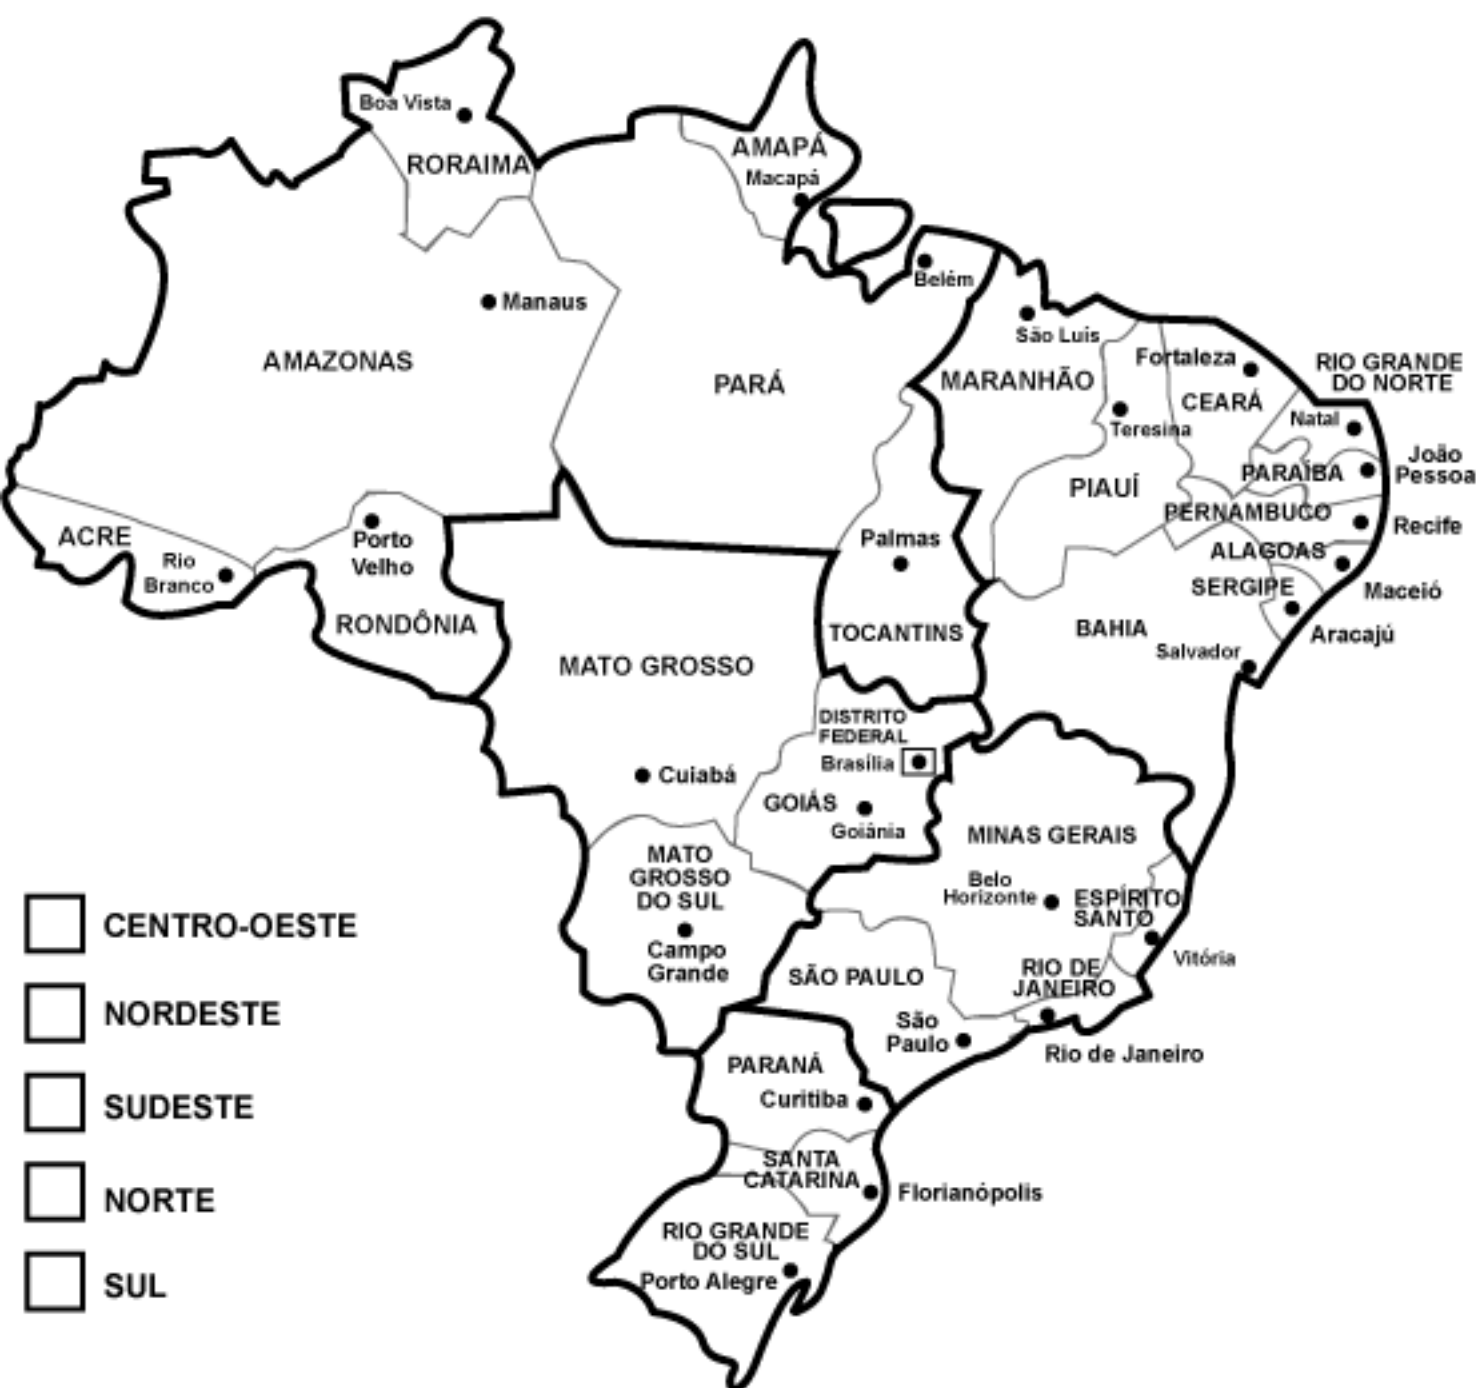 Boa Vista
RORAIMA
AMAPÁ
Macapá
Belém
Manaus
AMAZONAS
PARÁ
São Luís
MARANHÃO
Teresina
PIAUÍ
Fortaleza
CEARÁ
RIO GRANDE
DO NORTE
Natal
PARAÍBA
João
Pessoa
PERNAMBUCO
Recife
ALAGOAS
Maceió
SERGIPE
Aracajú
BAHIA
Salvador
ACRE
Rio
Branco
Porto
Velho
RONDÔNIA
Palmas
TOCANTINS
MATO GROSSO
Cuiabá
DISTRITO
FEDERAL
Brasília
GOIÁS
Goiânia
MATO
GROSSO
DO SUL
Campo
Grande
MINAS GERAIS
Belo
Horizonte
ESPÍRITO
SANTO
Vitória
SÃO PAULO
São
Paulo
RIO DE
JANEIRO
Rio de Janeiro
PARANÁ
Curitiba
SANTA
CATARINA
Florianópolis
RIO GRANDE
DO SUL
Porto Alegre
CENTRO-OESTE
NORDESTE
SUDESTE
NORTE
SUL